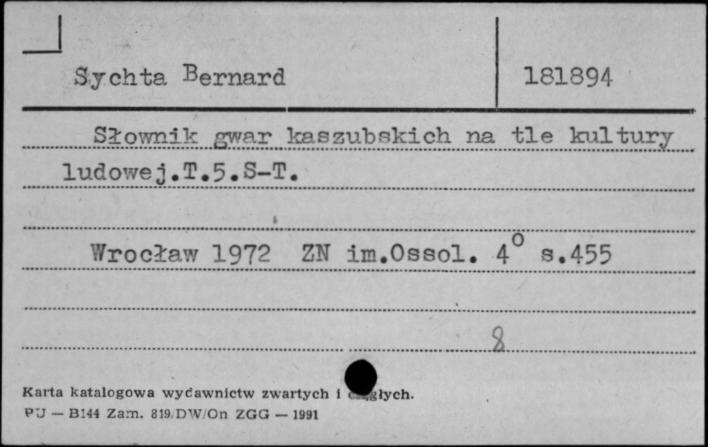 Sychta Bernard 181894
Słownik gwar kaszubskich na tle kultury
ludowej.T.5.S-T.
Wrocław 1972 ZN im.Ossol. 4° s.455
8
Karta katalogowa wydawnictw zwartych i
PU — B144 Zam. 819/DW/On ZGG — 1991